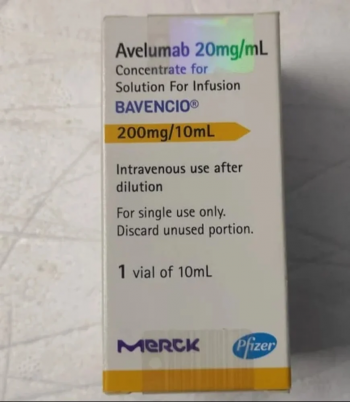 Avelumab 20mg/mL
Concentrate for
Solution For Infusion
BAVENCIO®
200mg/10mL
Intravenous use after
dilution
For single use only.
Discard unused portion.
1 vial of 10mL
MERCK Pfizer